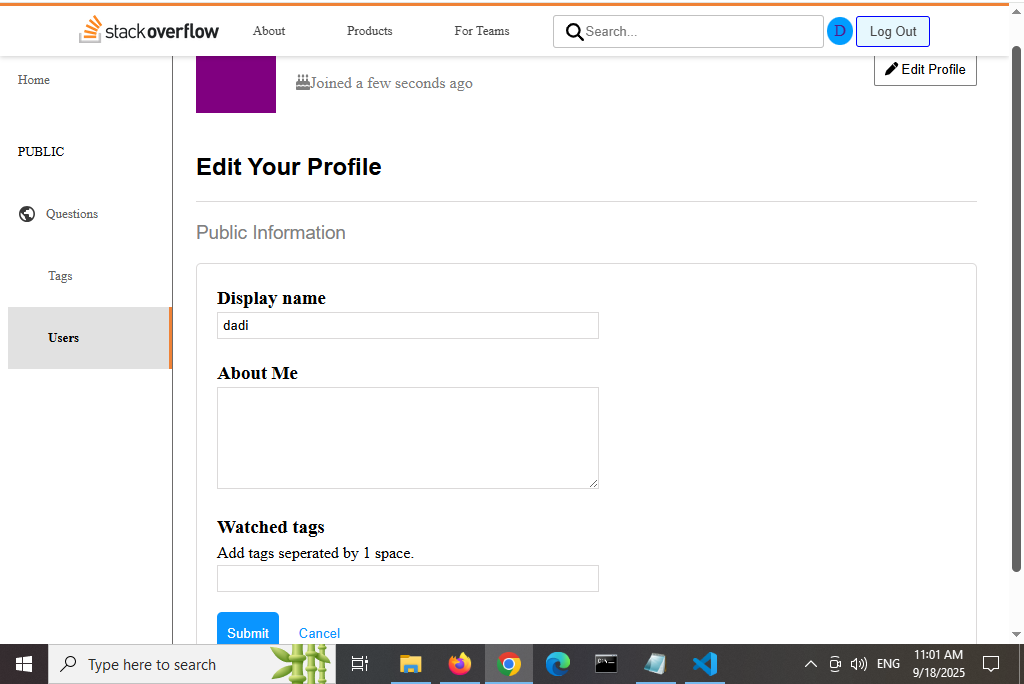 stackoverflow About Products For Teams Search... D Log Out
Home
Joined a few seconds ago
Edit Profile
PUBLIC
Questions
Tags
Users
Edit Your Profile
Public Information
Display name
dadi
About Me
Watched tags
Add tags seperated by 1 space.
Submit Cancel
Type here to search
ENG
11:01 AM
9/18/2025